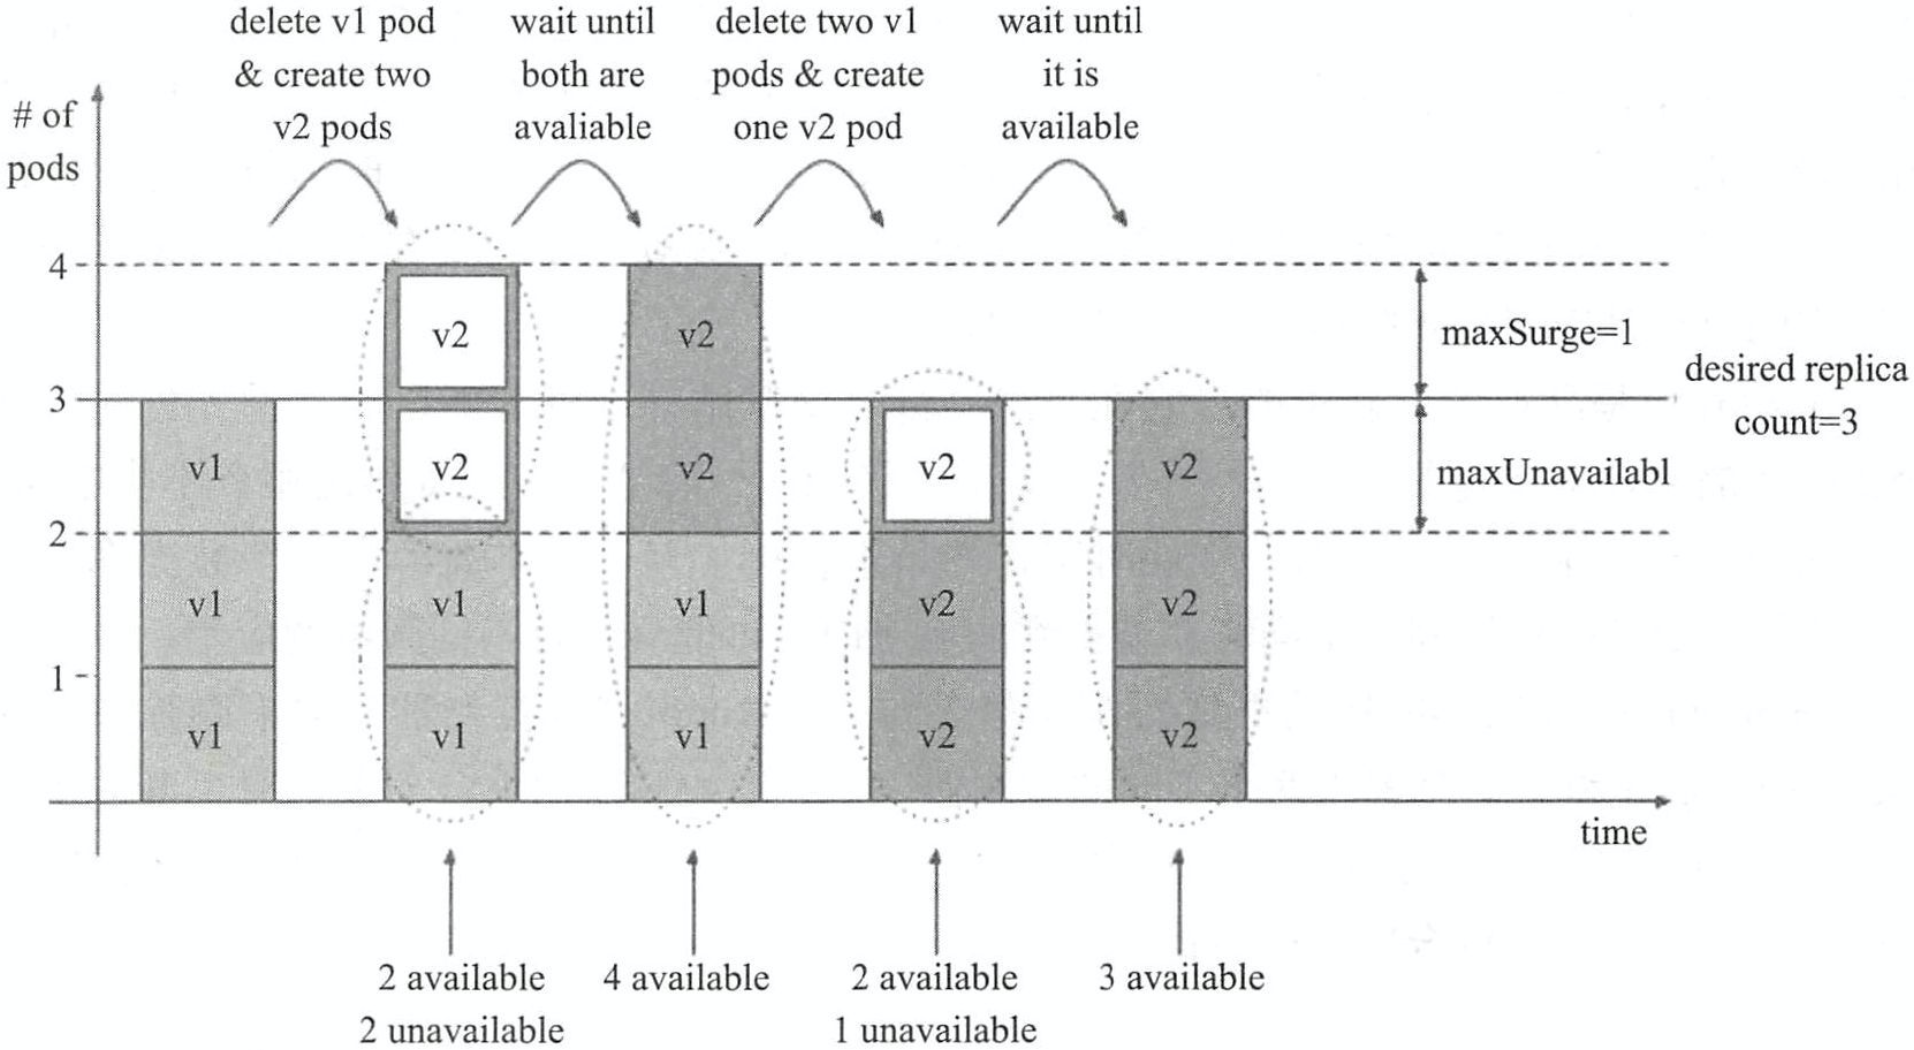 delete v1 pod
& create two
v2 pods
wait until
both are
avaliable
delete two v1
pods & create
one v2 pod
wait until
it is
available
# of
pods
4
3
2
1
v1
v1
v1
v2
v2
v1
v1
v2
v2
v1
v1
v2
v2
v2
v2
v2
v2
maxSurge=1
maxUnavailabl
desired replica
count=3
time
2 available
2 unavailable
4 available
2 available
1 unavailable
3 available